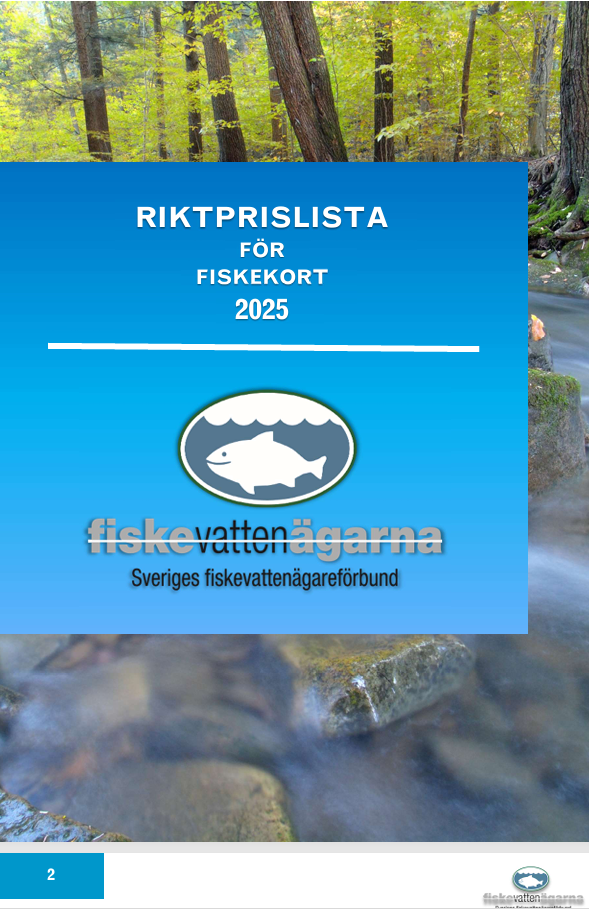 RIKTPRISLISTA
FÖR
FISKEKORT
2025
fiskevattenägarna
Sveriges fiskevattenägareförbund
2
fiskevattenägarna